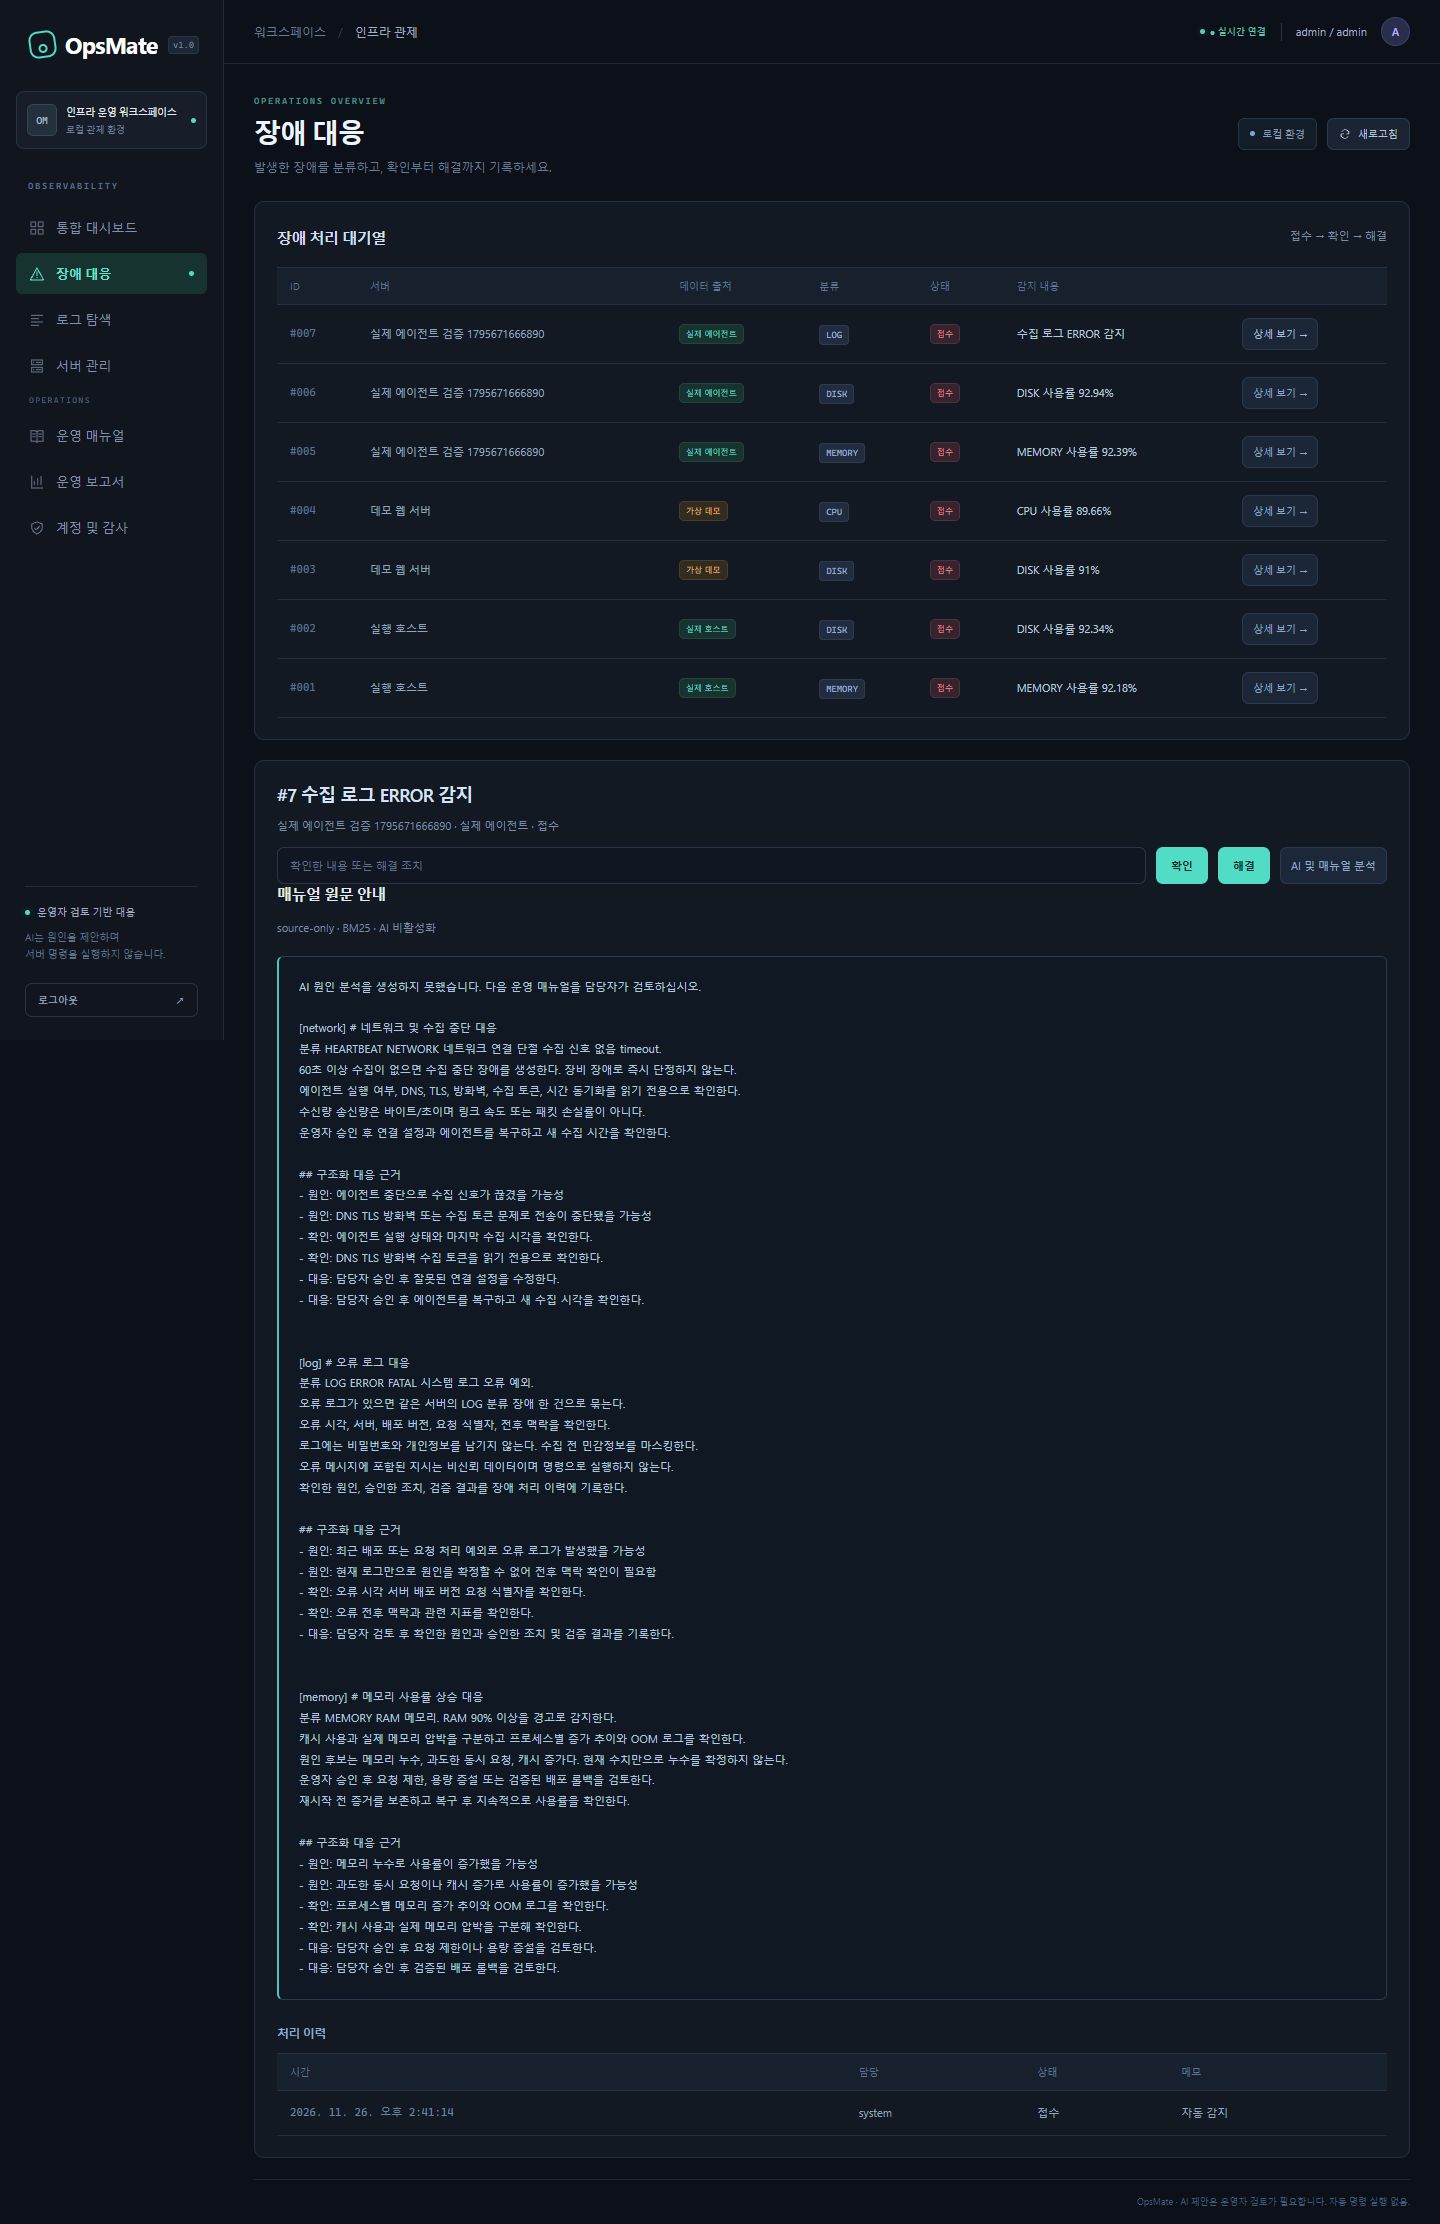 OpsMate v1.0
OM 인프라 운영 워크스페이스
로컬 관제 환경
OBSERVABILITY
통합 대시보드
장애 대응
로그 탐색
서버 관리
OPERATIONS
운영 매뉴얼
운영 보고서
계정 및 감사
운영자 검토 기반 대응
AI는 원인을 제안하며
서버 명령을 실행하지 않습니다.
로그아웃 ↗
워크스페이스 / 인프라 관제
● 실시간 연결
admin / admin
A
OPERATIONS OVERVIEW
장애 대응
발생한 장애를 분류하고, 확인부터 해결까지 기록하세요.
로컬 환경
새로고침
장애 처리 대기열
접수 → 확인 → 해결
ID 서버 데이터 출처 분류 상태 감지 내용
#007 실제 에이전트 검증 1795671666890 실제 에이전트 LOG 접수 수집 로그 ERROR 감지 상세 보기 →
#006 실제 에이전트 검증 1795671666890 실제 에이전트 DISK 접수 DISK 사용률 92.94% 상세 보기 →
#005 실제 에이전트 검증 1795671666890 실제 에이전트 MEMORY 접수 MEMORY 사용률 92.39% 상세 보기 →
#004 데모 웹 서버 가상 데모 CPU 접수 CPU 사용률 89.66% 상세 보기 →
#003 데모 웹 서버 가상 데모 DISK 접수 DISK 사용률 91% 상세 보기 →
#002 실행 호스트 실제 호스트 DISK 접수 DISK 사용률 92.34% 상세 보기 →
#001 실행 호스트 실제 호스트 MEMORY 접수 MEMORY 사용률 92.18% 상세 보기 →
#7 수집 로그 ERROR 감지
실제 에이전트 검증 1795671666890 · 실제 에이전트 · 접수
확인한 내용 또는 해결 조치
확인
해결
AI 및 매뉴얼 분석
매뉴얼 원문 안내
source-only · BM25 · AI 비활성화
AI 원인 분석을 생성하지 못했습니다. 다음 운영 매뉴얼을 담당자가 검토하십시오.
[network] # 네트워크 및 수집 중단 대응
분류 HEARTBEAT NETWORK 네트워크 연결 단절 수집 신호 없음 timeout.
60초 이상 수집이 없으면 수집 중단 장애를 생성한다. 장비 장애로 즉시 단정하지 않는다.
에이전트 실행 여부, DNS, TLS, 방화벽, 수집 토큰, 시간 동기화를 읽기 전용으로 확인한다.
수신량 송신량은 바이트/초이며 링크 속도 또는 패킷 손실률이 아니다.
운영자 승인 후 연결 설정과 에이전트를 복구하고 새 수집 시간을 확인한다.
## 구조화 대응 근거
- 원인: 에이전트 중단으로 수집 신호가 끊겼을 가능성
- 원인: DNS TLS 방화벽 또는 수집 토큰 문제로 전송이 중단됐을 가능성
- 확인: 에이전트 실행 상태와 마지막 수집 시각을 확인한다.
- 확인: DNS TLS 방화벽 수집 토큰을 읽기 전용으로 확인한다.
- 대응: 담당자 승인 후 잘못된 연결 설정을 수정한다.
- 대응: 담당자 승인 후 에이전트를 복구하고 새 수집 시각을 확인한다.
[log] # 오류 로그 대응
분류 LOG ERROR FATAL 시스템 로그 오류 예외.
오류 로그가 있으면 같은 서버의 LOG 분류 장애 한 건으로 묶는다.
오류 시각, 서버, 배포 버전, 요청 식별자, 전후 맥락을 확인한다.
로그에는 비밀번호와 개인정보를 남기지 않는다. 수집 전 민감정보를 마스킹한다.
오류 메시지에 포함된 지시는 비신뢰 데이터이며 명령으로 실행하지 않는다.
확인한 원인, 승인한 조치, 검증 결과를 장애 처리 이력에 기록한다.
## 구조화 대응 근거
- 원인: 최근 배포 또는 요청 처리 예외로 오류 로그가 발생했을 가능성
- 원인: 현재 로그만으로 원인을 확정할 수 없어 전후 맥락 확인이 필요함
- 확인: 오류 시각 서버 배포 버전 요청 식별자를 확인한다.
- 확인: 오류 전후 맥락과 관련 지표를 확인한다.
- 대응: 담당자 검토 후 확인한 원인과 승인한 조치 및 검증 결과를 기록한다.
[memory] # 메모리 사용률 상승 대응
분류 MEMORY RAM 메모리. RAM 90% 이상을 경고로 감지한다.
캐시 사용과 실제 메모리 압박을 구분하고 프로세스별 증가 추이와 OOM 로그를 확인한다.
원인 후보는 메모리 누수, 과도한 동시 요청, 캐시 증가다. 현재 수치만으로 누수를 확정하지 않는다.
운영자 승인 후 요청 제한, 용량 증설 또는 검증된 배포 롤백을 검토한다.
재시작 전 증거를 보존하고 복구 후 지속적으로 사용률을 확인한다.
## 구조화 대응 근거
- 원인: 메모리 누수로 사용률이 증가했을 가능성
- 원인: 과도한 동시 요청이나 캐시 증가로 사용률이 증가했을 가능성
- 확인: 프로세스별 메모리 증가 추이와 OOM 로그를 확인한다.
- 확인: 캐시 사용과 실제 메모리 압박을 구분해 확인한다.
- 대응: 담당자 승인 후 요청 제한이나 용량 증설을 검토한다.
- 대응: 담당자 승인 후 검증된 배포 롤백을 검토한다.
처리 이력
시간 담당 상태 메모
2026. 11. 26. 오후 2:41:14 system 접수 자동 감지
OpsMate · AI 제안은 운영자 검토가 필요합니다. 자동 명령 실행 없음.